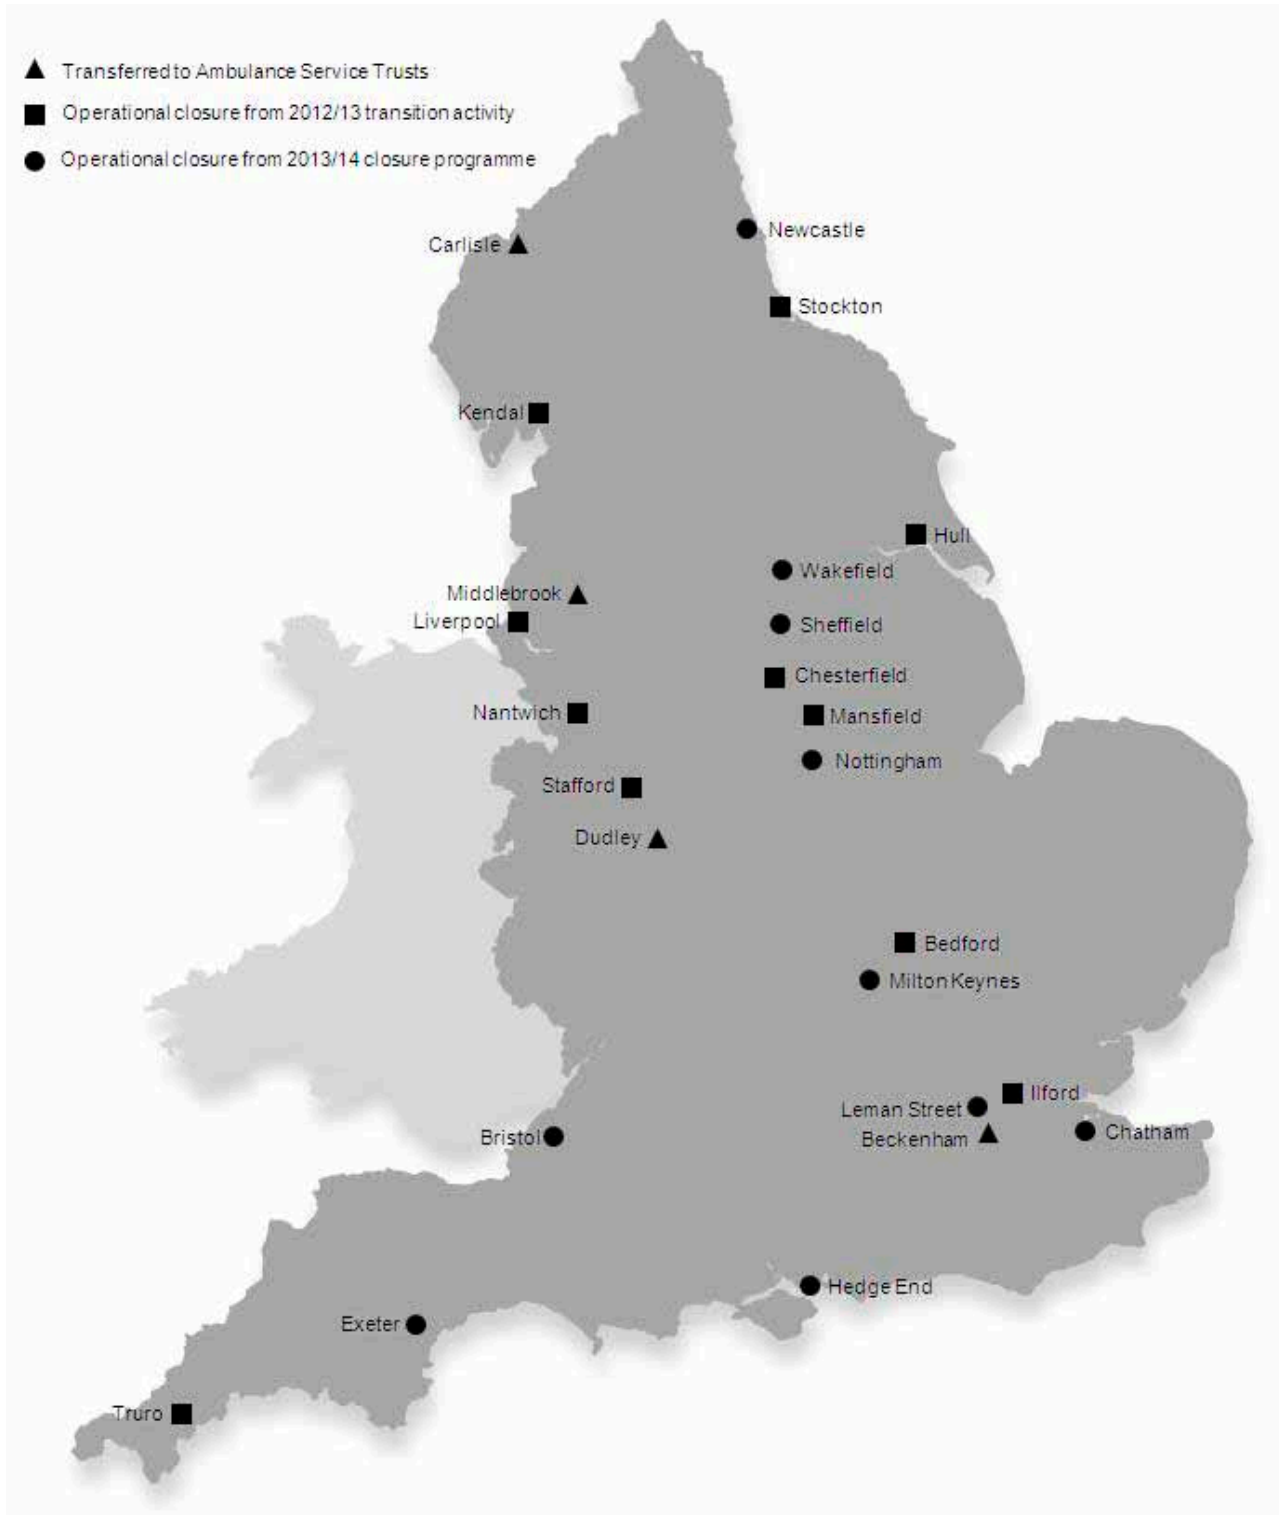 Transferred to Ambulance Service Trusts
Operational closure from 2012/13 transition activity
Operational closure from 2013/14 closure programme
Newcastle
Carlisle
Stockton
Kendal
Hull
Wakefield
Middlebrook
Liverpool
Sheffield
Chesterfield
Nantwich
Mansfield
Nottingham
Stafford
Dudley
Bedford
Milton Keynes
Ilford
Leman Street
Chatham
Beckenham
Bristol
Hedge End
Exeter
Truro